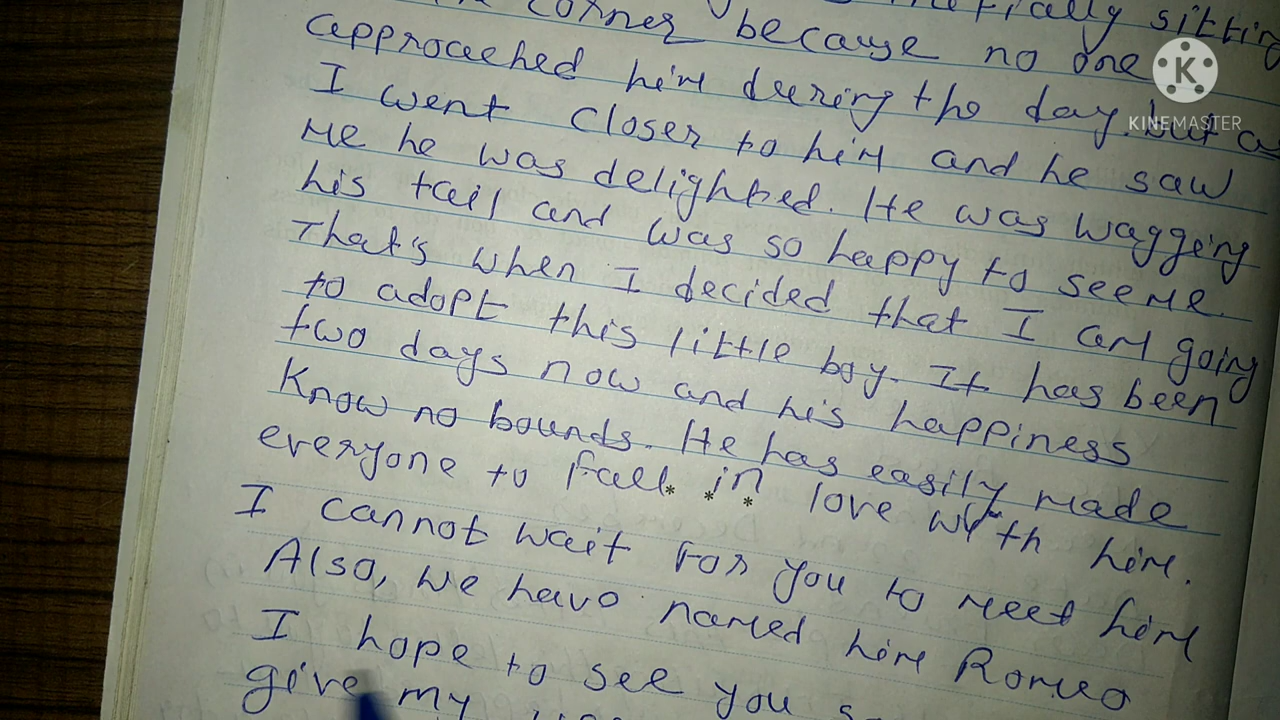 corner because no one
approached him during the day. but as
I went closer to him and he saw
me he was delighted. He was wagging
his tail and was so happy to see me.
That's when I decided that I am going
to adopt this little boy. It has been
two days now and his happiness
Know no bounds. He has easily made
everyone to fall in love with him.
I cannot wait for you to meet him
Also, we have named him Romeo
I hope to see you
give my
K
KINEMASTER